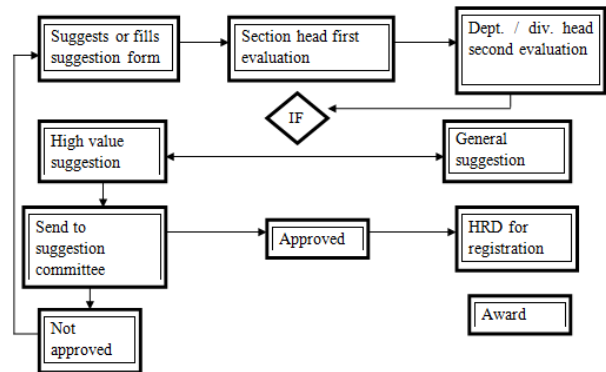 Suggests or fills
suggestion form
Section head first
evaluation
Dept. / div. head
second evaluation
IF
High value
suggestion
General
suggestion
Send to
suggestion
committee
Approved
HRD for
registration
Not
approved
Award